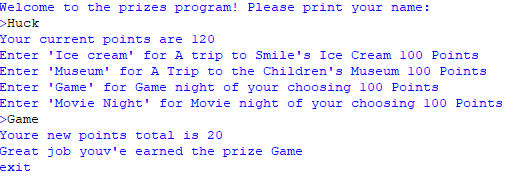 Welcome to the prizes program! Please print your name:
>Huck
Your current points are 120
Enter 'Ice cream' for A trip to Smile's Ice Cream 100 Points
Enter 'Museum' for A Trip to the Children's Museum 100 Points
Enter 'Game' for Game night of your choosing 100 Points
Enter 'Movie Night' for Movie night of your choosing 100 Points
>Game
Youre new points total is 20
Great job youv'e earned the prize Game
exit